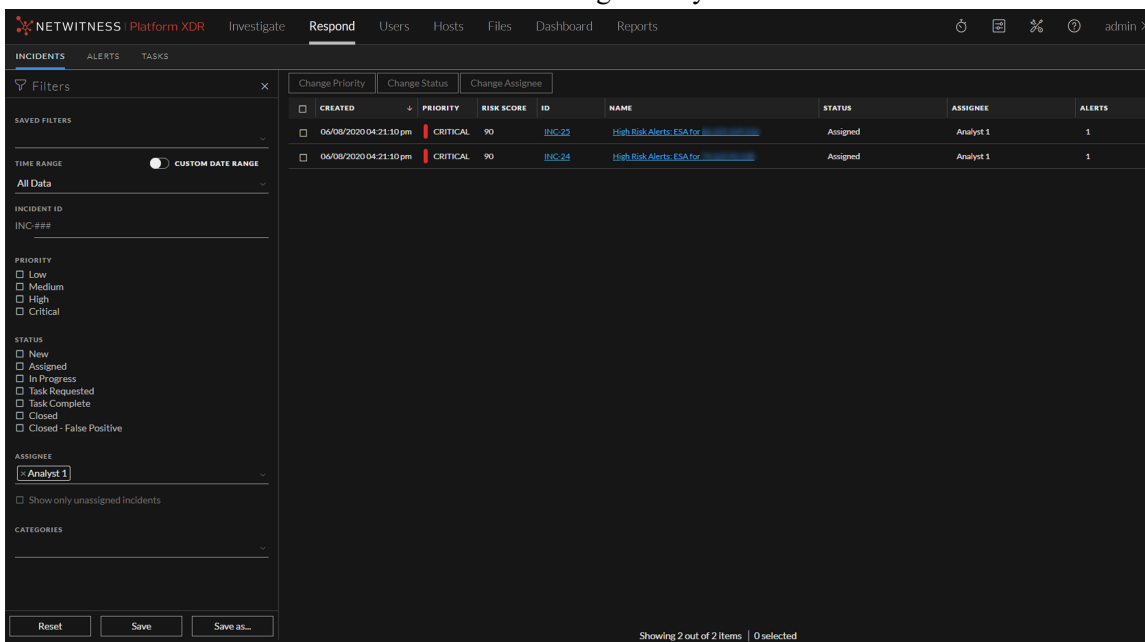 NETWITNESS Platform XDR Investigate Respond Users Hosts Files Dashboard Reports admin
INCIDENTS ALERTS TASKS
Filters × Change Priority Change Status Change Assignee
CREATED PRIORITY RISK SCORE ID NAME STATUS ASSIGNEE ALERTS
SAVED FILTERS
06/08/2020 04:21:10 pm CRITICAL 90 INC-25 High Risk Alerts: ESA for Assigned Analyst 1 1
06/08/2020 04:21:10 pm CRITICAL 90 INC-24 High Risk Alerts: ESA for Assigned Analyst 1 1
TIME RANGE CUSTOM DATE RANGE
All Data
INCIDENT ID
INC-###
PRIORITY
Low
Medium
High
Critical
STATUS
New
Assigned
In Progress
Task Requested
Task Complete
Closed
Closed - False Positive
ASSIGNEE
× Analyst 1
Show only unassigned incidents
CATEGORIES
Reset Save Save as...
Showing 2 out of 2 items | 0 selected